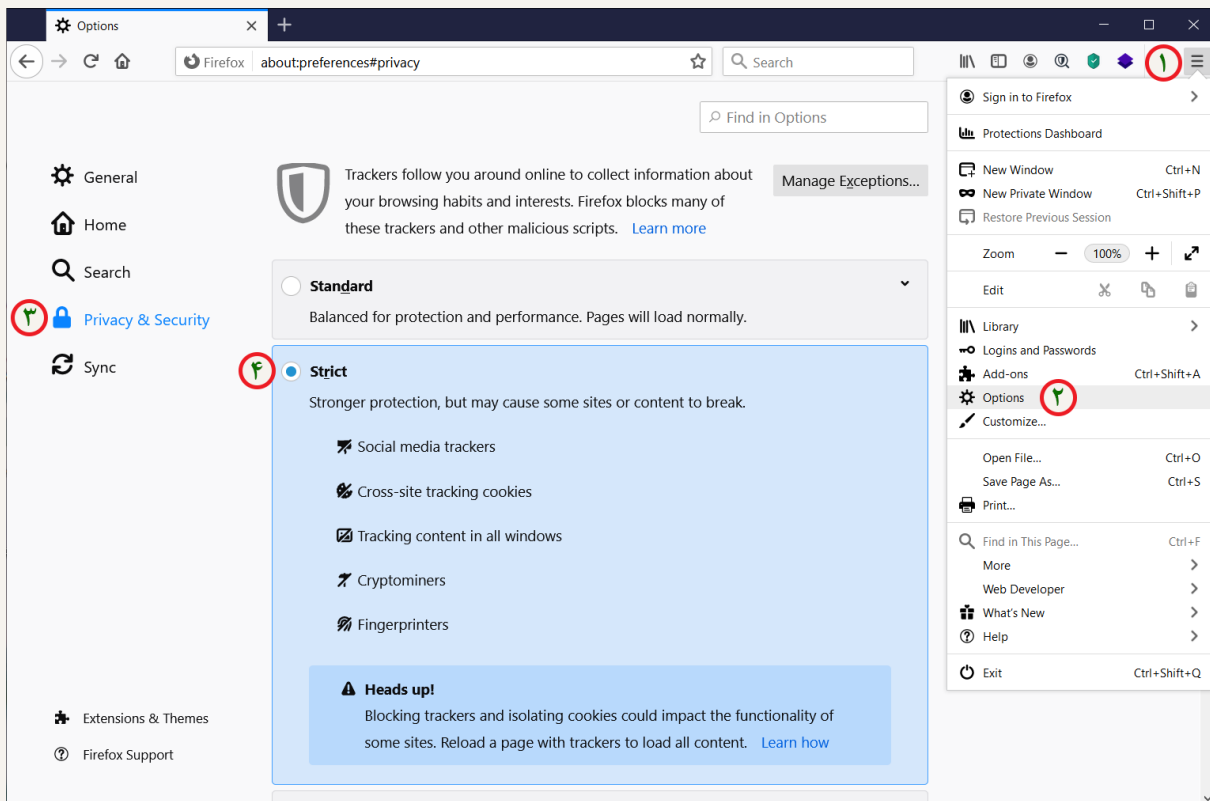 Options
Firefox
about:preferences#privacy
Search
۱
Find in Options
General
Home
Search
۳
Privacy & Security
Sync
Extensions & Themes
Firefox Support
Trackers follow you around online to collect information about
your browsing habits and interests. Firefox blocks many of
these trackers and other malicious scripts. Learn more
Manage Exceptions...
Standard
Balanced for protection and performance. Pages will load normally.
۴
Strict
Stronger protection, but may cause some sites or content to break.
Social media trackers
Cross-site tracking cookies
Tracking content in all windows
Cryptominers
Fingerprinters
Heads up!
Blocking trackers and isolating cookies could impact the functionality of
some sites. Reload a page with trackers to load all content. Learn how
Sign in to Firefox
Protections Dashboard
New Window Ctrl+N
New Private Window Ctrl+Shift+P
Restore Previous Session
Zoom 100%
Edit
Library
Logins and Passwords
Add-ons Ctrl+Shift+A
Options ۲
Customize...
Open File... Ctrl+O
Save Page As... Ctrl+S
Print...
Find in This Page... Ctrl+F
More
Web Developer
What's New
Help
Exit Ctrl+Shift+Q